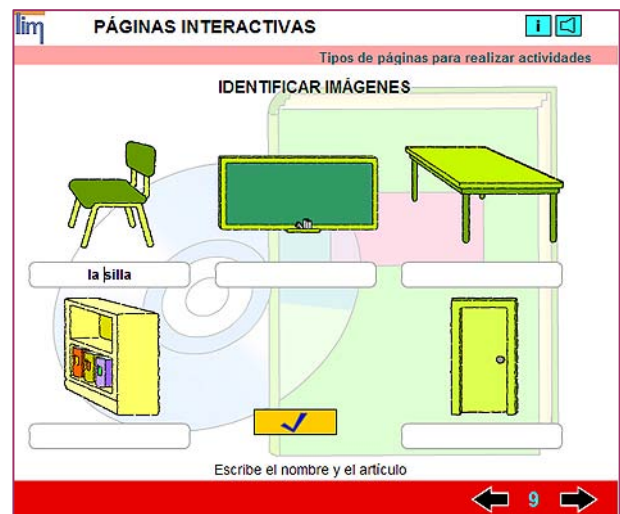 lim
PÁGINAS INTERACTIVAS
i
Tipos de páginas para realizar actividades
IDENTIFICAR IMÁGENES
la silla
Escribe el nombre y el artículo
9